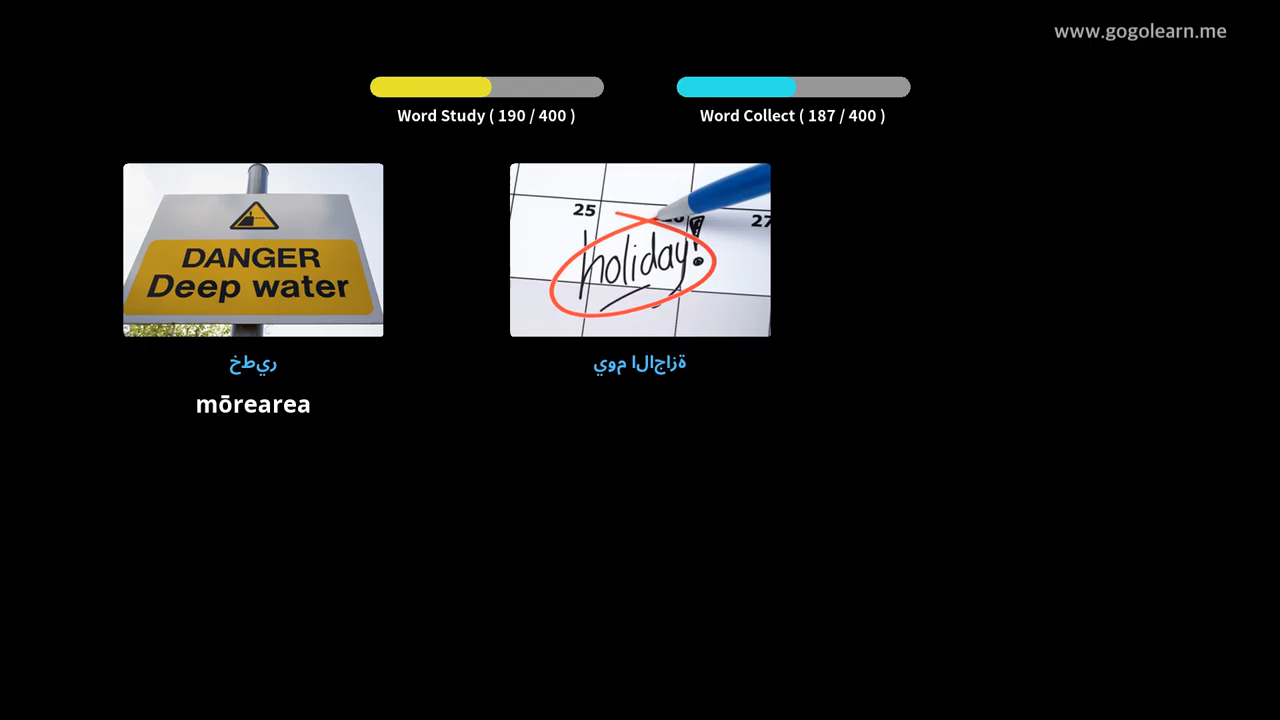 www.gogolearn.me
Word Study ( 190 / 400 )
Word Collect ( 187 / 400 )
DANGER
Deep water
25
27
holiday!
خطير
يوم الاجازة
mōrearea